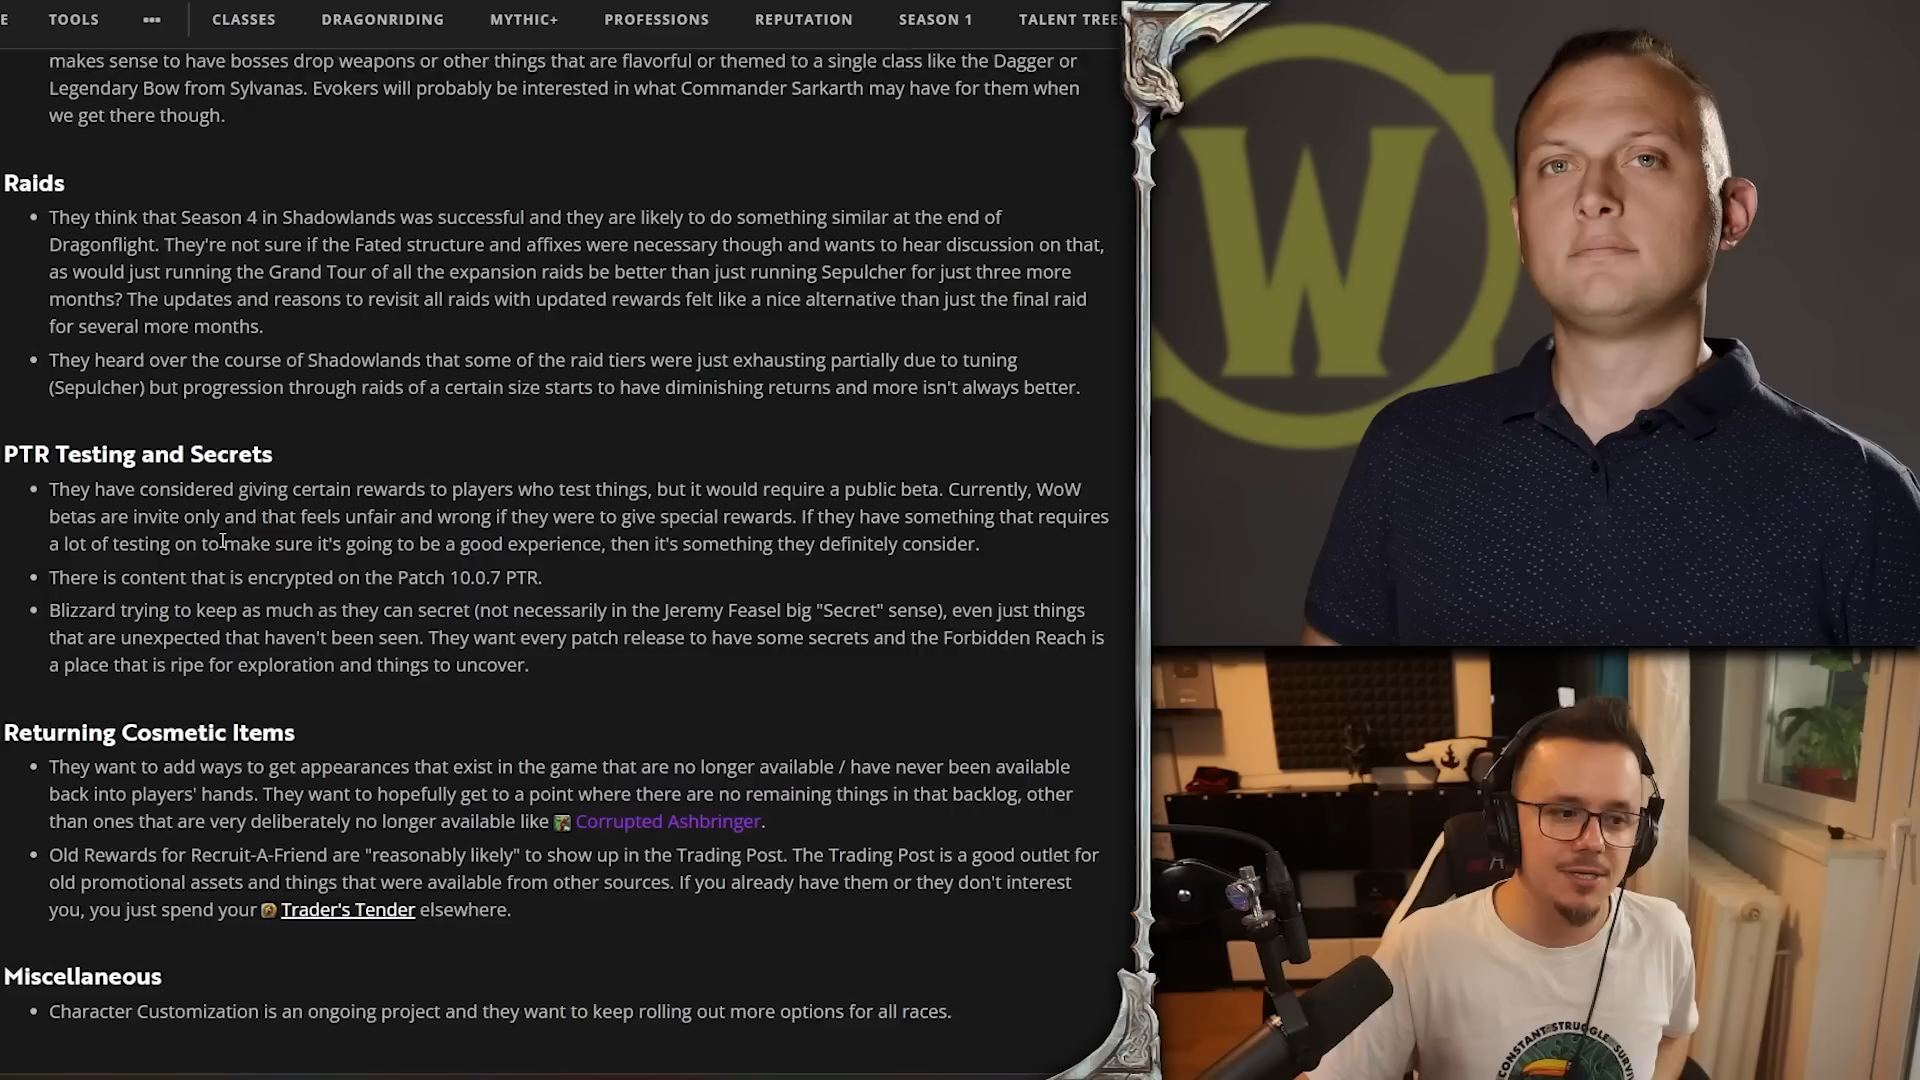 E TOOLS ••• CLASSES DRAGONRIDING MYTHIC+ PROFESSIONS REPUTATION SEASON 1 TALENT TREE
makes sense to have bosses drop weapons or other things that are flavorful or themed to a single class like the Dagger or
Legendary Bow from Sylvanas. Evokers will probably be interested in what Commander Sarkarth may have for them when
we get there though.
Raids
• They think that Season 4 in Shadowlands was successful and they are likely to do something similar at the end of
Dragonflight. They're not sure if the Fated structure and affixes were necessary though and wants to hear discussion on that,
as would just running the Grand Tour of all the expansion raids be better than just running Sepulcher for just three more
months? The updates and reasons to revisit all raids with updated rewards felt like a nice alternative than just the final raid
for several more months.
• They heard over the course of Shadowlands that some of the raid tiers were just exhausting partially due to tuning
(Sepulcher) but progression through raids of a certain size starts to have diminishing returns and more isn't always better.
PTR Testing and Secrets
• They have considered giving certain rewards to players who test things, but it would require a public beta. Currently, WoW
betas are invite only and that feels unfair and wrong if they were to give special rewards. If they have something that requires
a lot of testing on to make sure it's going to be a good experience, then it's something they definitely consider.
• There is content that is encrypted on the Patch 10.0.7 PTR.
• Blizzard trying to keep as much as they can secret (not necessarily in the Jeremy Feasel big "Secret" sense), even just things
that are unexpected that haven't been seen. They want every patch release to have some secrets and the Forbidden Reach is
a place that is ripe for exploration and things to uncover.
Returning Cosmetic Items
• They want to add ways to get appearances that exist in the game that are no longer available / have never been available
back into players' hands. They want to hopefully get to a point where there are no remaining things in that backlog, other
than ones that are very deliberately no longer available like Corrupted Ashbringer.
• Old Rewards for Recruit-A-Friend are "reasonably likely" to show up in the Trading Post. The Trading Post is a good outlet for
old promotional assets and things that were available from other sources. If you already have them or they don't interest
you, you just spend your Trader's Tender elsewhere.
Miscellaneous
• Character Customization is an ongoing project and they want to keep rolling out more options for all races.
W
CONSTANT STRUGGLE